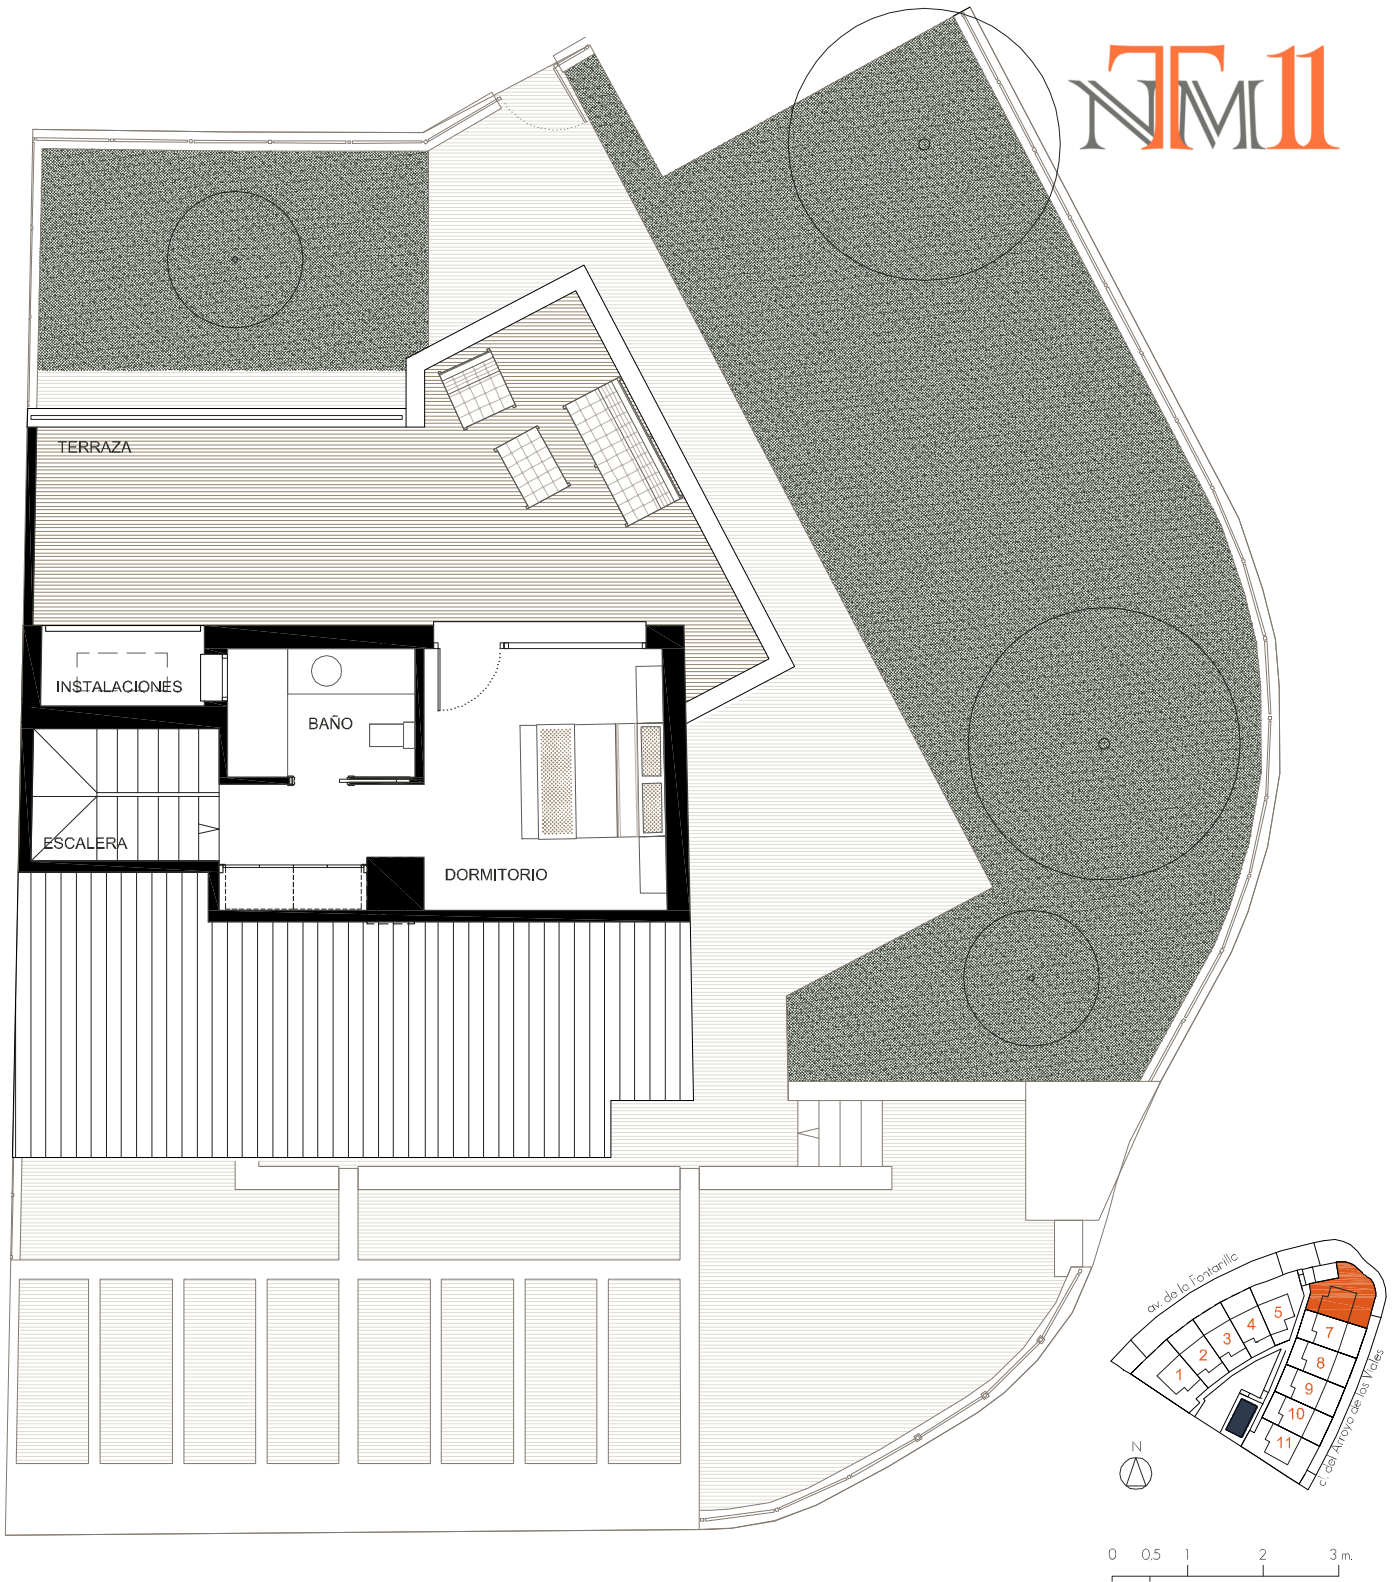 NTM11
TERRAZA
INSTALACIONES
BAÑO
ESCALERA
DORMITORIO
av. de la Fontanilla
5
4
3
2
1
7
8
9
10
11
c\. del Arroyo de los Viales
N
0 0.5 1 2 3 m.